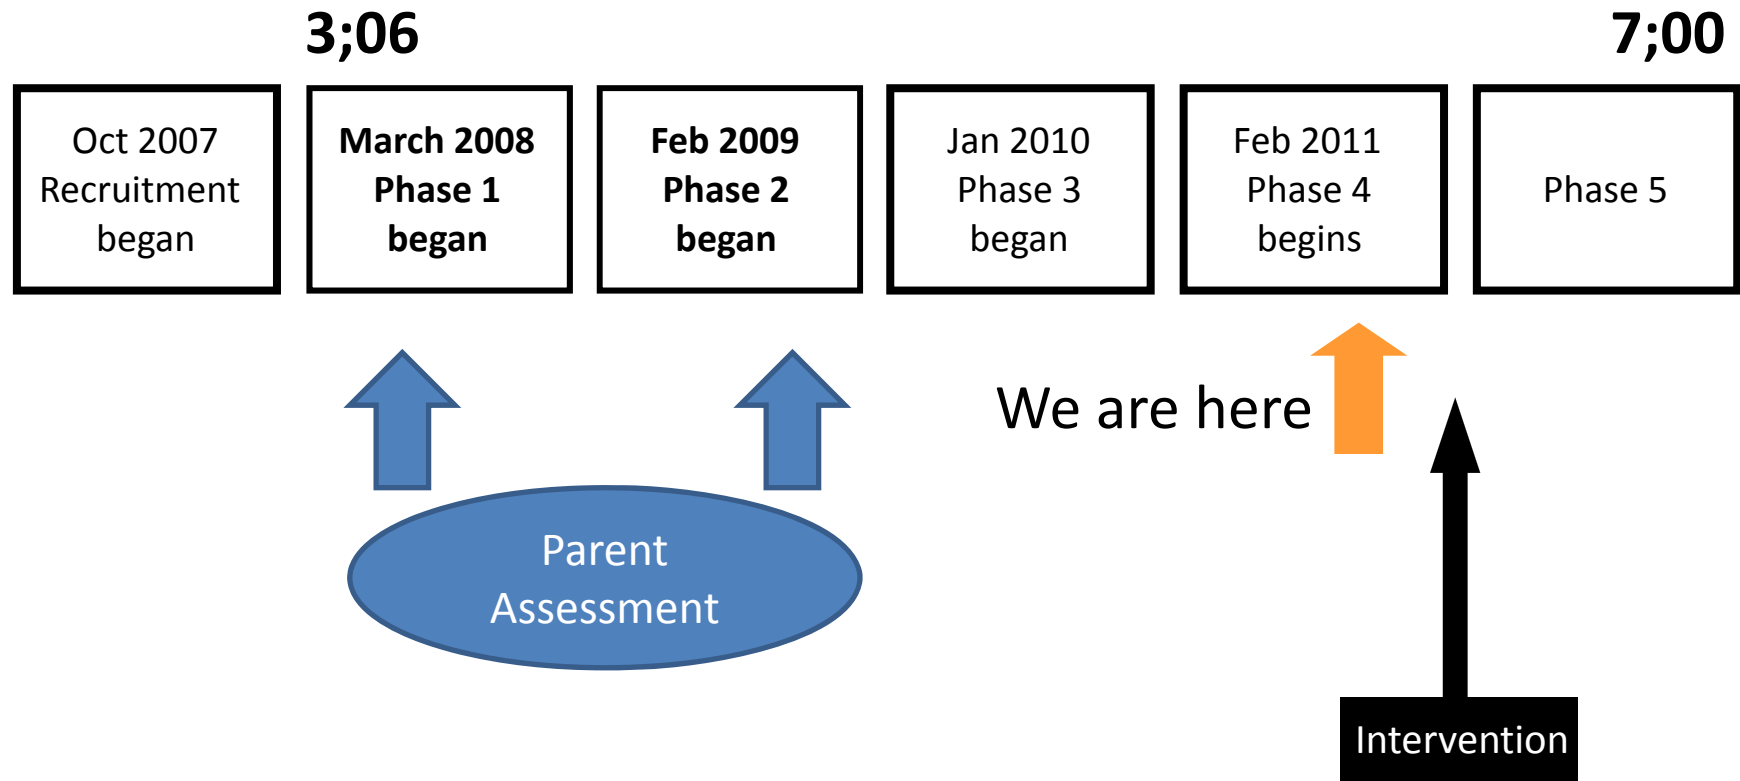 3;06
7;00
Oct 2007
Recruitment
began
March 2008
Phase 1
began
Feb 2009
Phase 2
began
Jan 2010
Phase 3
began
Feb 2011
Phase 4
begins
Phase 5
We are here
Parent
Assessment
Intervention